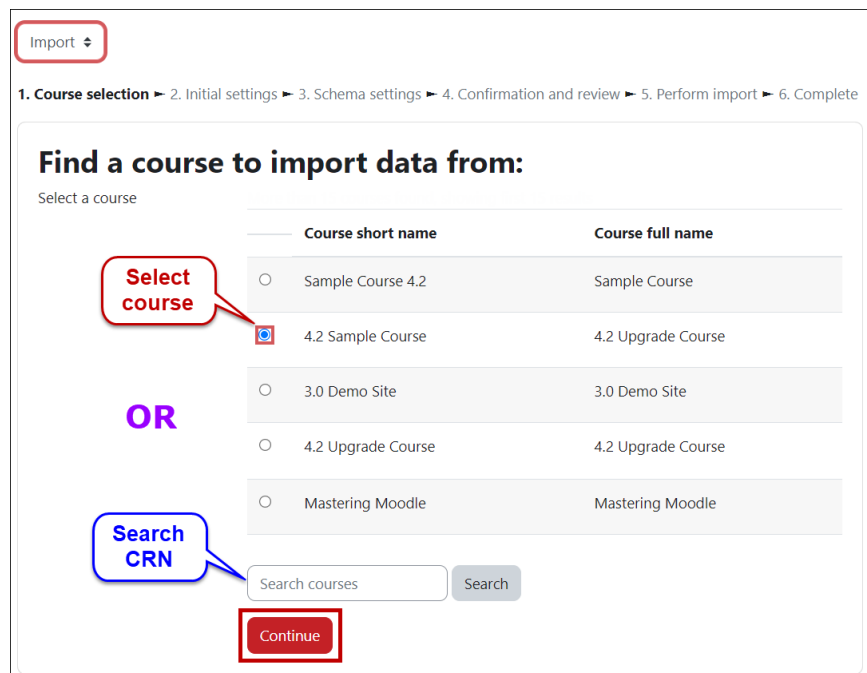 Import
1. Course selection ► 2. Initial settings ► 3. Schema settings ► 4. Confirmation and review ► 5. Perform import ► 6. Complete
Find a course to import data from:
Select a course
Course short name Course full name
Select
course
Sample Course 4.2 Sample Course
4.2 Sample Course 4.2 Upgrade Course
3.0 Demo Site 3.0 Demo Site
OR
4.2 Upgrade Course 4.2 Upgrade Course
Mastering Moodle Mastering Moodle
Search
CRN
Search courses Search
Continue